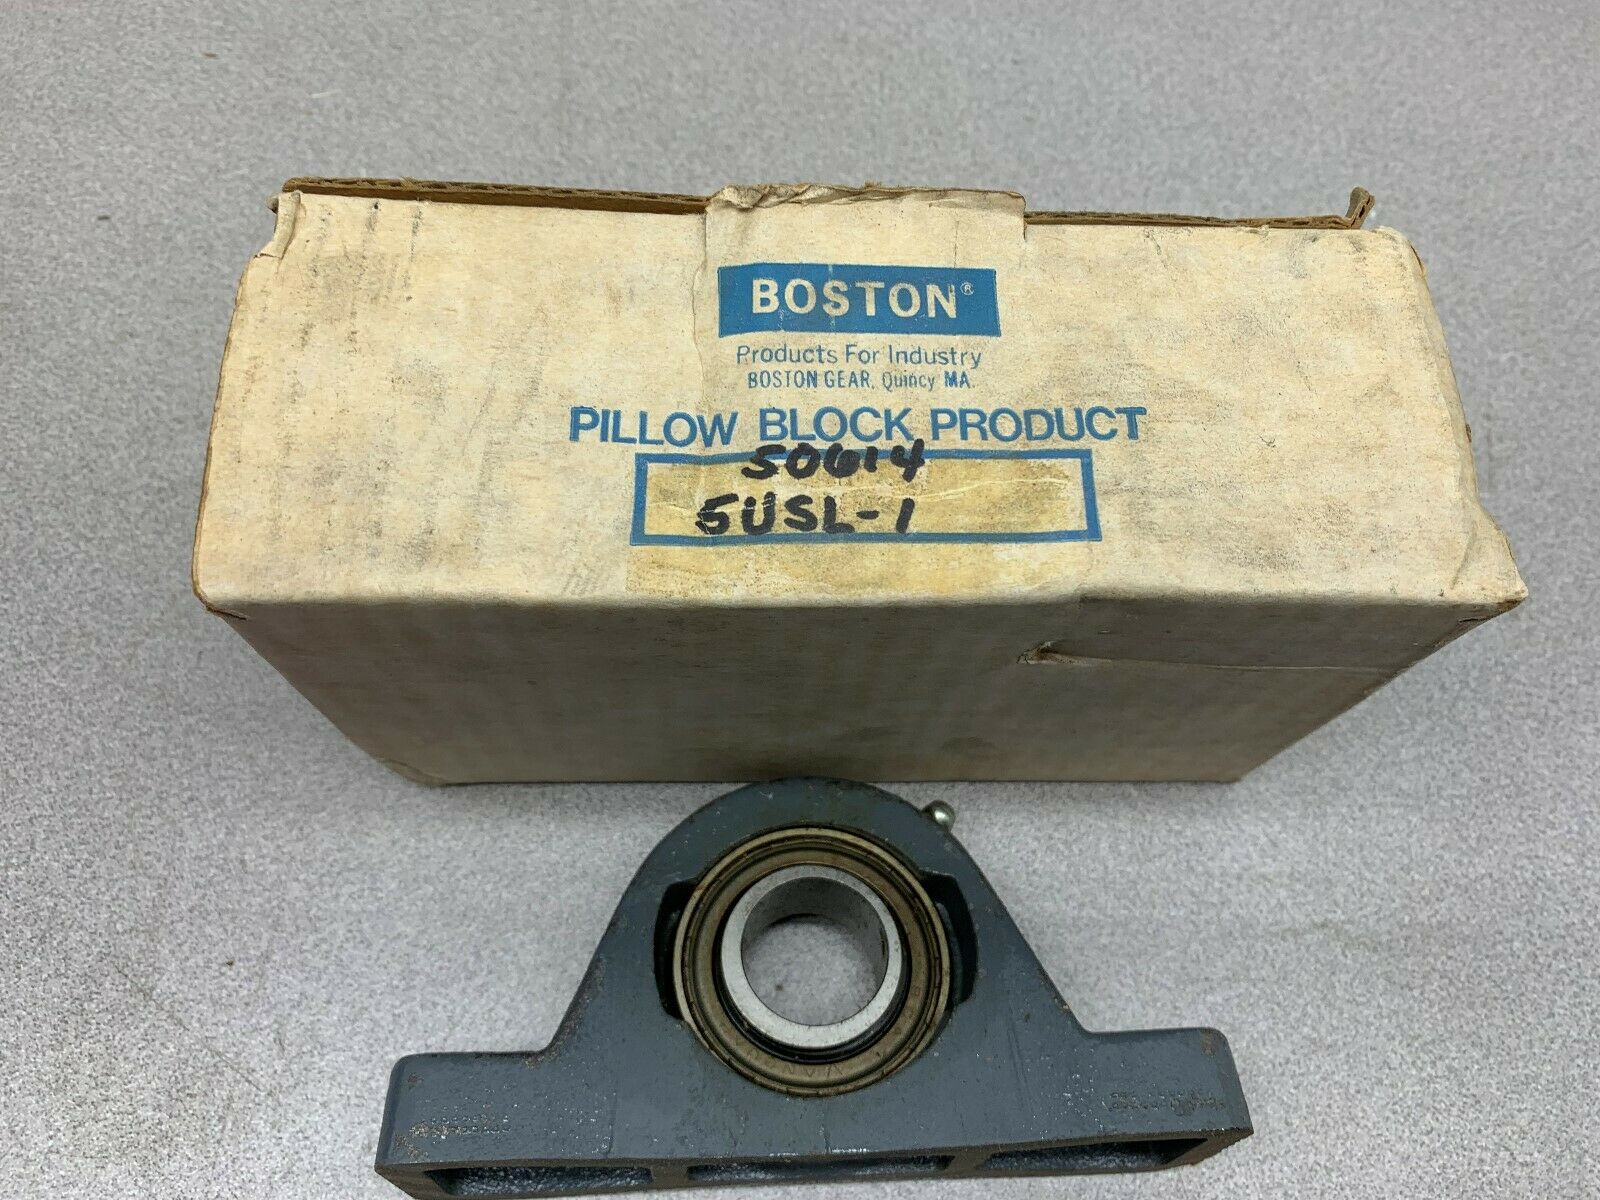 BOSTON®
Products For Industry
BOSTON GEAR, Quincy MA.
PILLOW BLOCK PRODUCT
50614
5USL-1